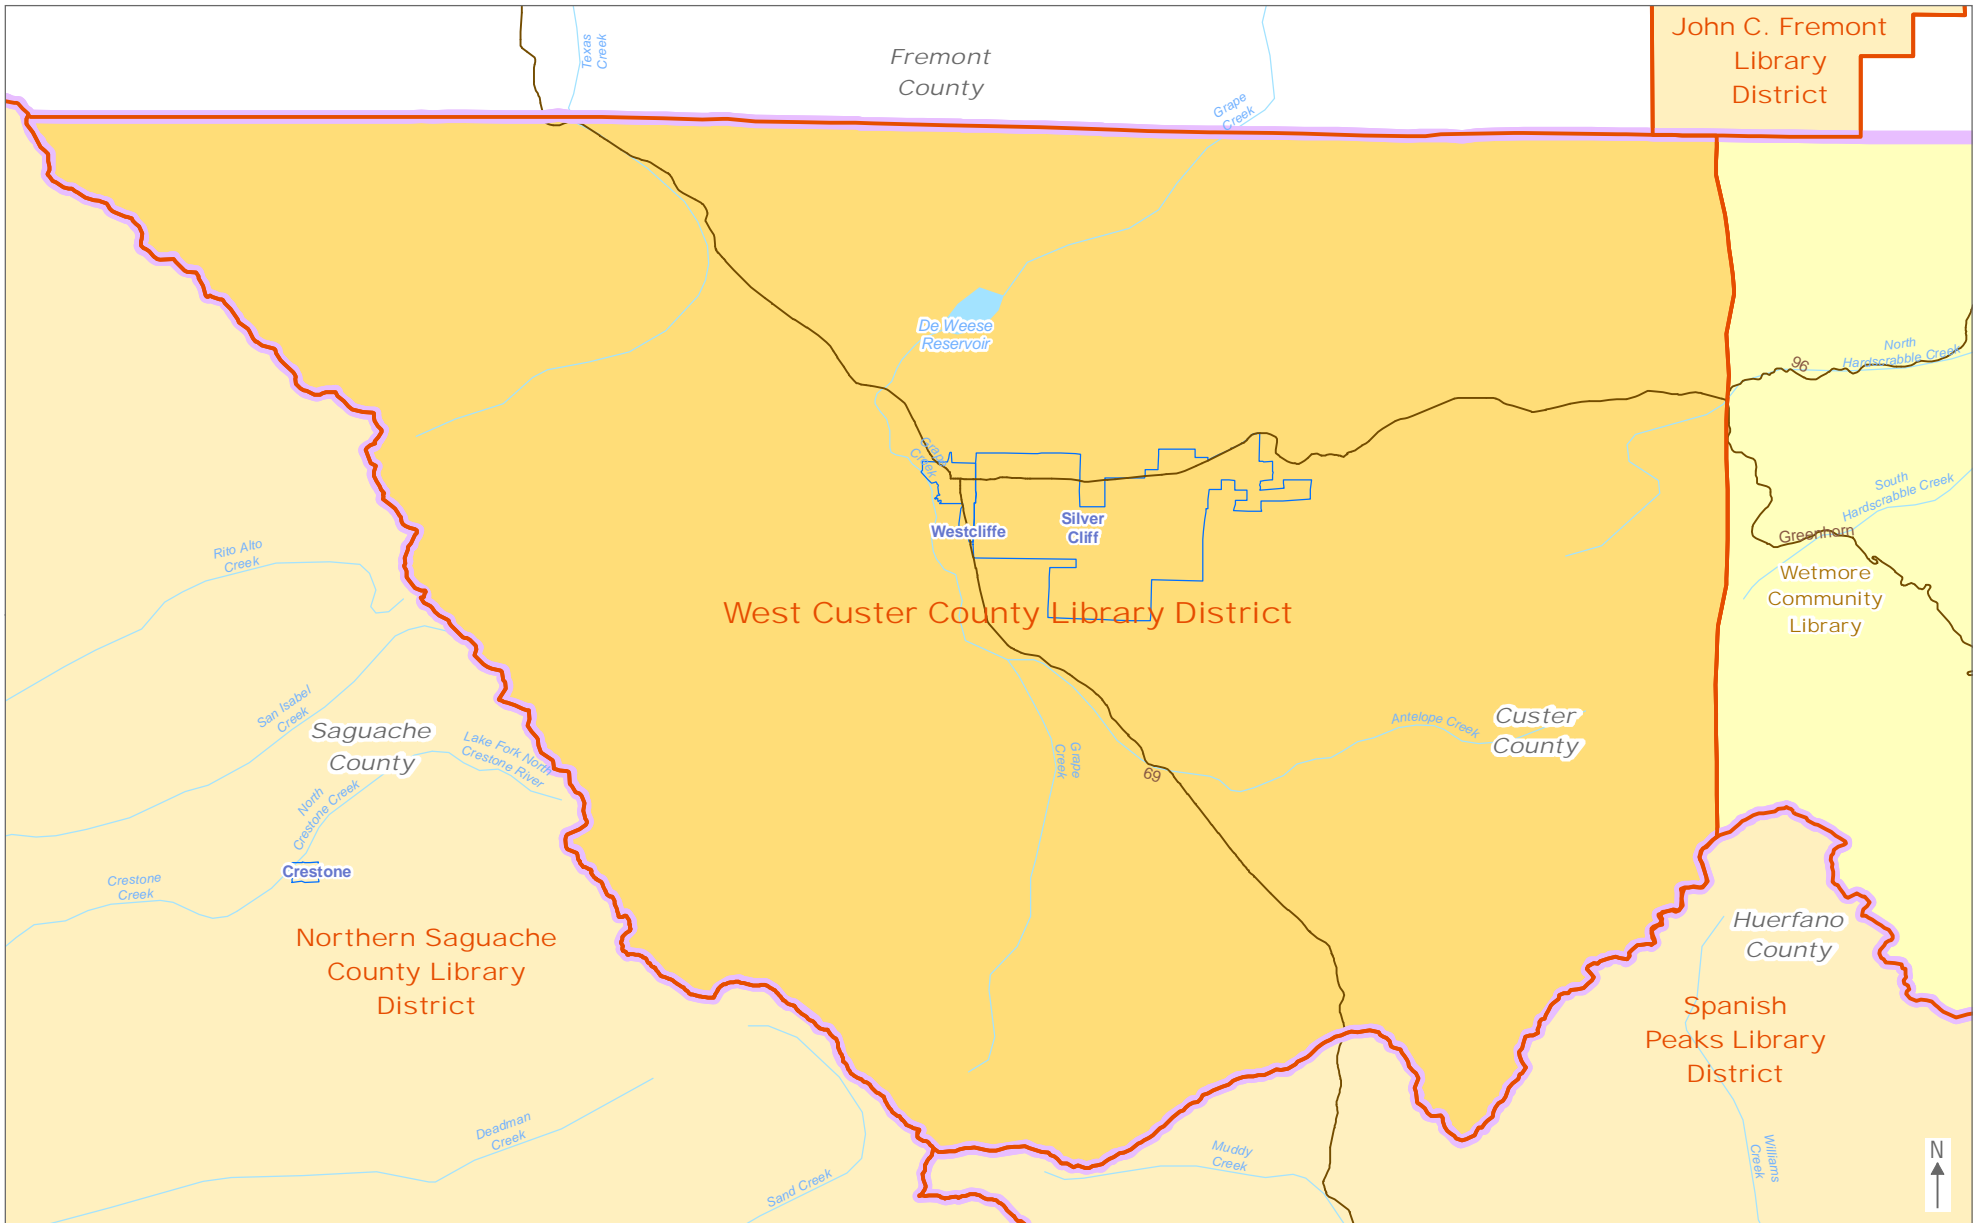 John C. Fremont
Library
District
Texas
Creek
Fremont
County
Grape
Creek
De Weese
Reservoir
96
North
Hardscrabble Creek
Grape
Creek
South
Hardscrabble Creek
Westcliffe
Silver
Cliff
Greenhorn
Rito Alto
Creek
Wetmore
Community
Library
West Custer County Library District
San Isabel
Creek
Saguache
County
Lake Fork North
Crestone River
Antelope Creek
Custer
County
Grape
Creek
69
North
Crestone Creek
Crestone
Crestone
Creek
Huerfano
County
Northern Saguache
County Library
District
Spanish
Peaks Library
District
Deadman
Creek
Muddy
Creek
Williams
Creek
Sand Creek
N